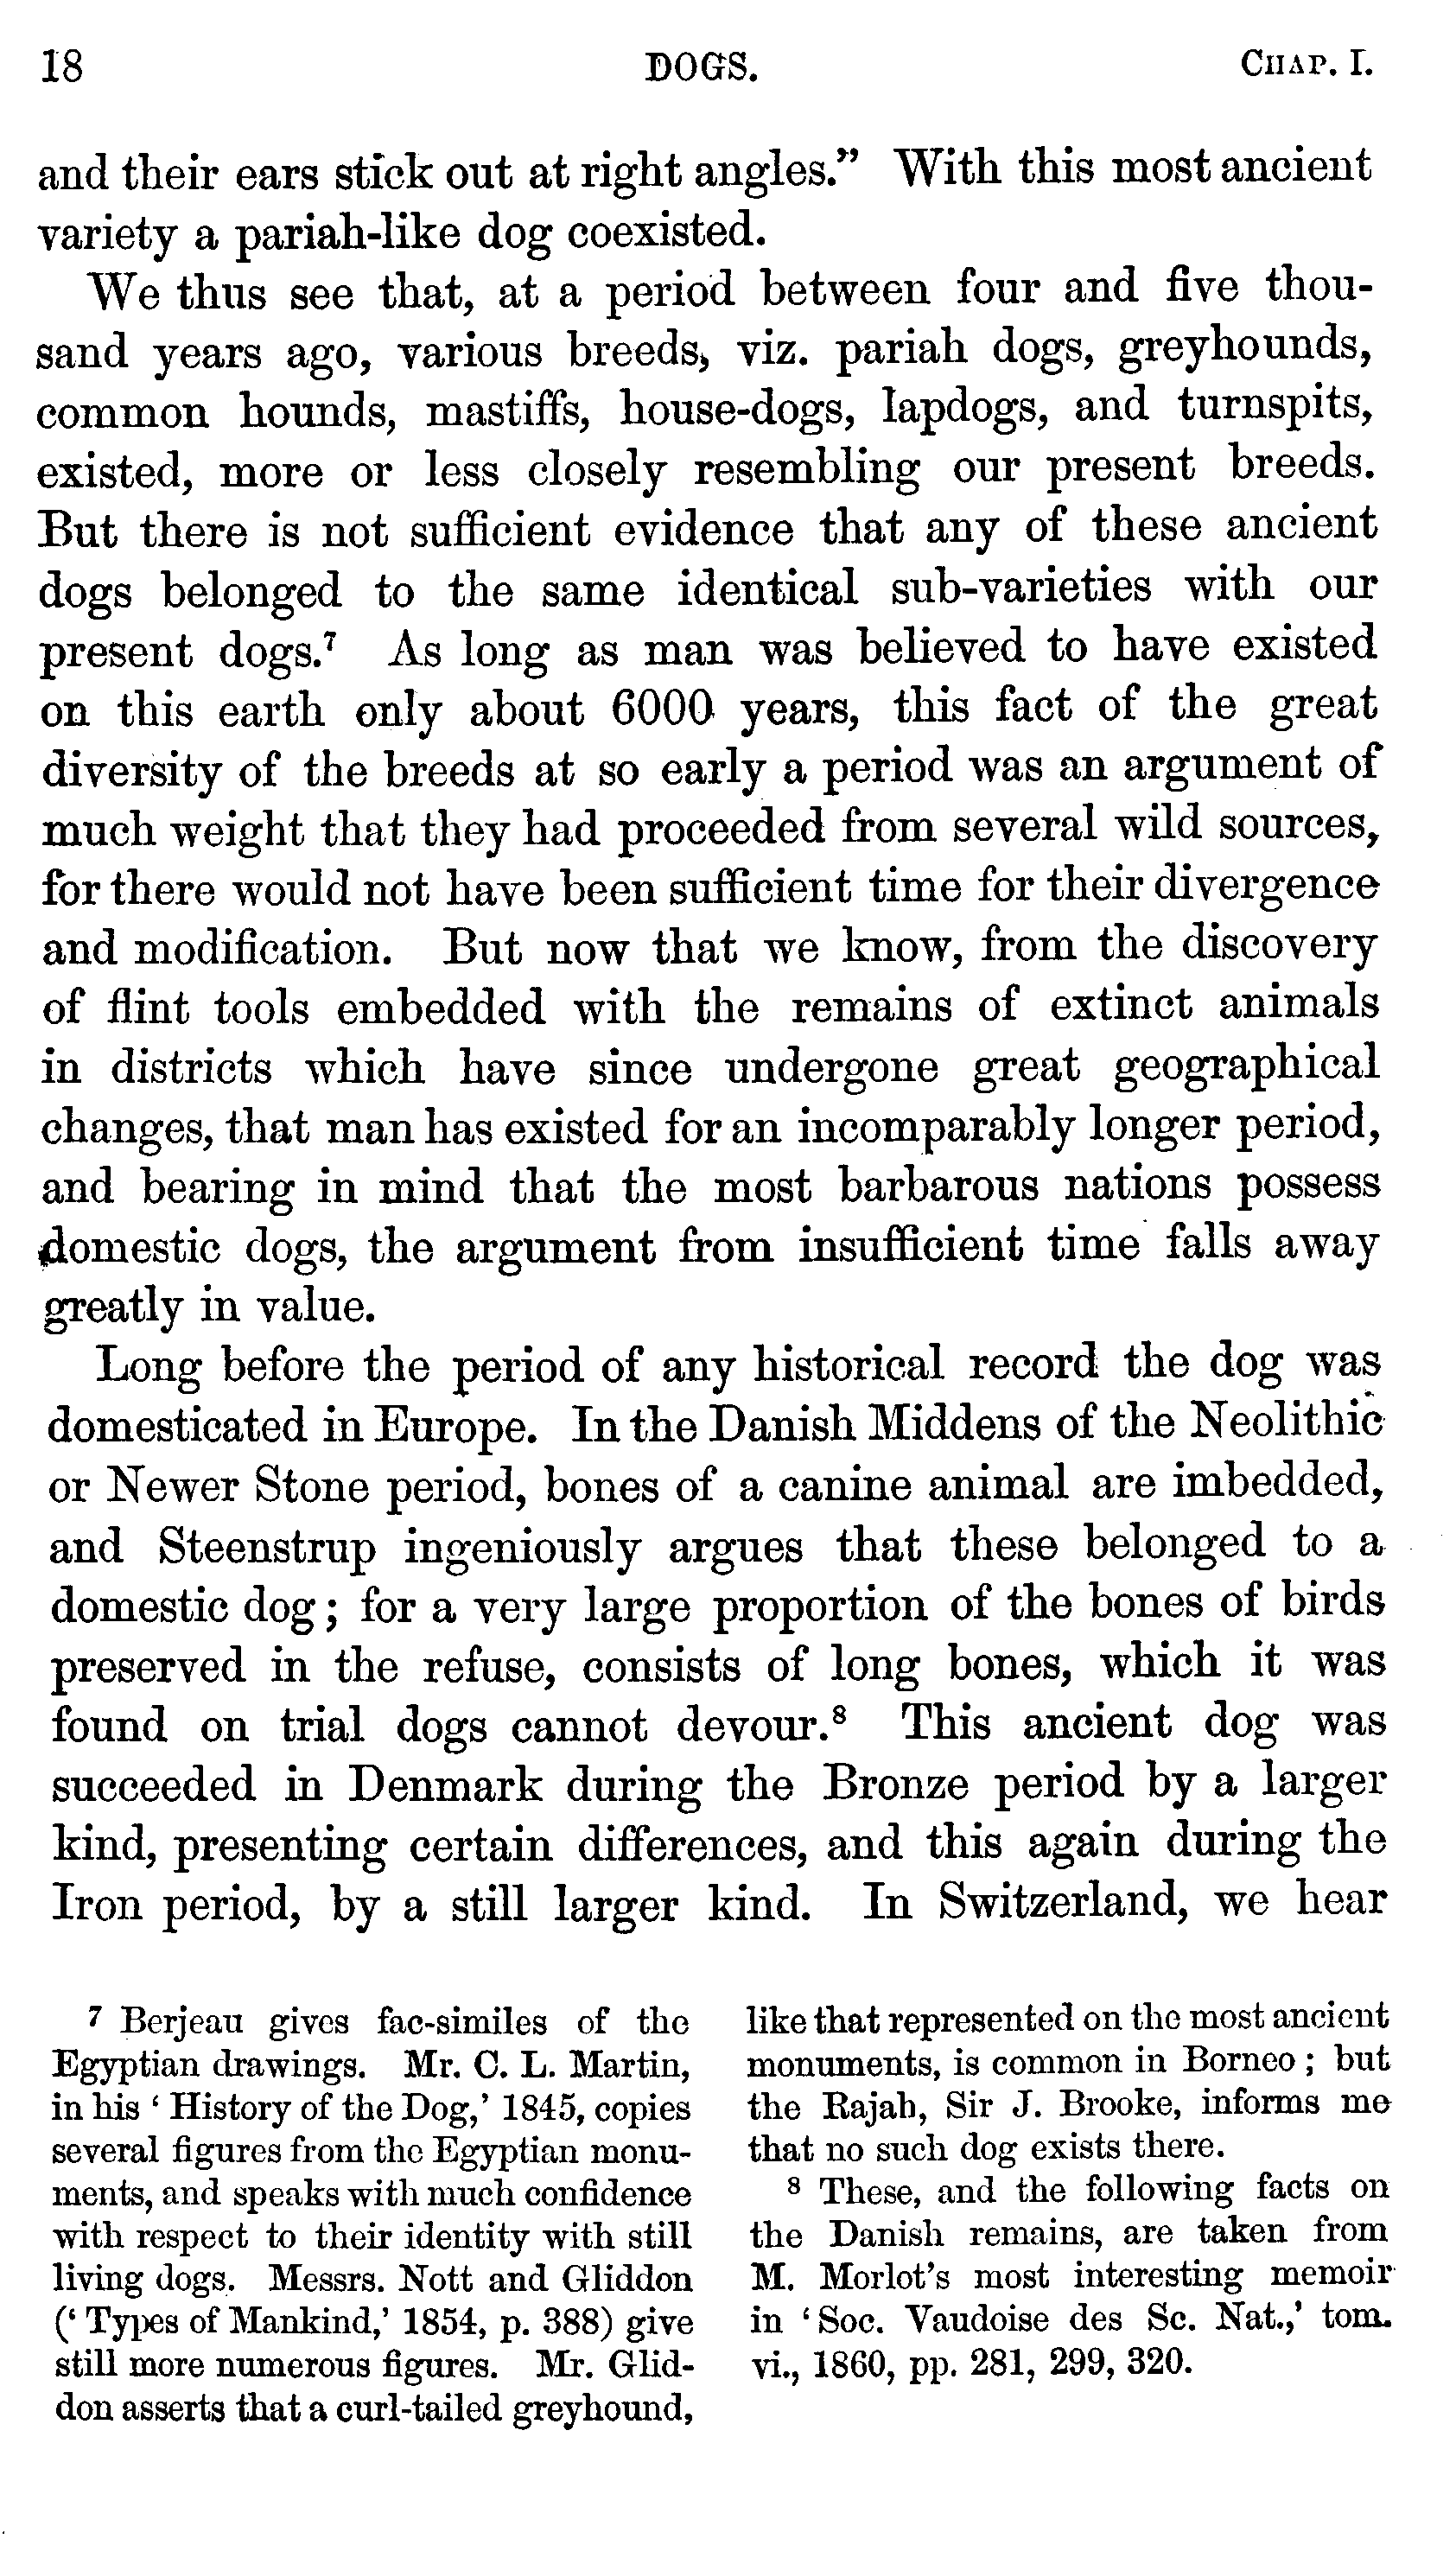 18 DOGS. CHAP. I.
and their ears stick out at right angles.” With this most ancient
variety a pariah-like dog coexisted.
We thus see that, at a period between four and five thou-
sand years ago, various breeds, viz. pariah dogs, greyhounds,
common hounds, mastiffs, house-dogs, lapdogs, and turnspits,
existed, more or less closely resembling our present breeds.
But there is not sufficient evidence that any of these ancient
dogs belonged to the same identical sub-varieties with our
present dogs.⁷ As long as man was believed to have existed
on this earth only about 6000 years, this fact of the great
diversity of the breeds at so early a period was an argument of
much weight that they had proceeded from several wild sources,
for there would not have been sufficient time for their divergence
and modification. But now that we know, from the discovery
of flint tools embedded with the remains of extinct animals
in districts which have since undergone great geographical
changes, that man has existed for an incomparably longer period,
and bearing in mind that the most barbarous nations possess
domestic dogs, the argument from insufficient time falls away
greatly in value.
Long before the period of any historical record the dog was
domesticated in Europe. In the Danish Middens of the Neolithic
or Newer Stone period, bones of a canine animal are imbedded,
and Steenstrup ingeniously argues that these belonged to a
domestic dog; for a very large proportion of the bones of birds
preserved in the refuse, consists of long bones, which it was
found on trial dogs cannot devour.⁸ This ancient dog was
succeeded in Denmark during the Bronze period by a larger
kind, presenting certain differences, and this again during the
Iron period, by a still larger kind. In Switzerland, we hear
⁷ Berjeau gives fac-similes of the
Egyptian drawings. Mr. C. L. Martin,
in his ‘History of the Dog,’ 1845, copies
several figures from the Egyptian monu-
ments, and speaks with much confidence
with respect to their identity with still
living dogs. Messrs. Nott and Gliddon
(‘Types of Mankind,’ 1854, p. 388) give
still more numerous figures. Mr. Glid-
don asserts that a curl-tailed greyhound,
like that represented on the most ancient
monuments, is common in Borneo; but
the Rajah, Sir J. Brooke, informs me
that no such dog exists there.
⁸ These, and the following facts on
the Danish remains, are taken from
M. Morlot’s most interesting memoir
in ‘Soc. Vaudoise des Sc. Nat.,’ tom.
vi., 1860, pp. 281, 299, 320.